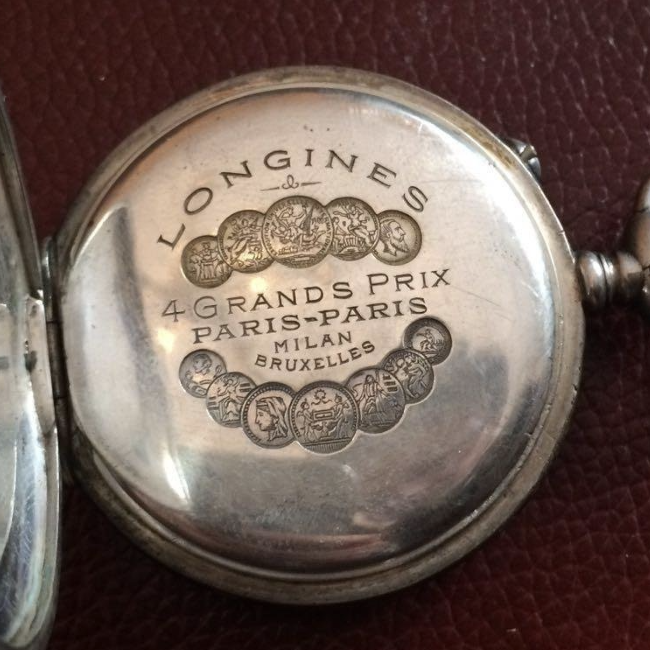 LONGINES
4 GRANDS PRIX
PARIS-PARIS
MILAN
BRUXELLES